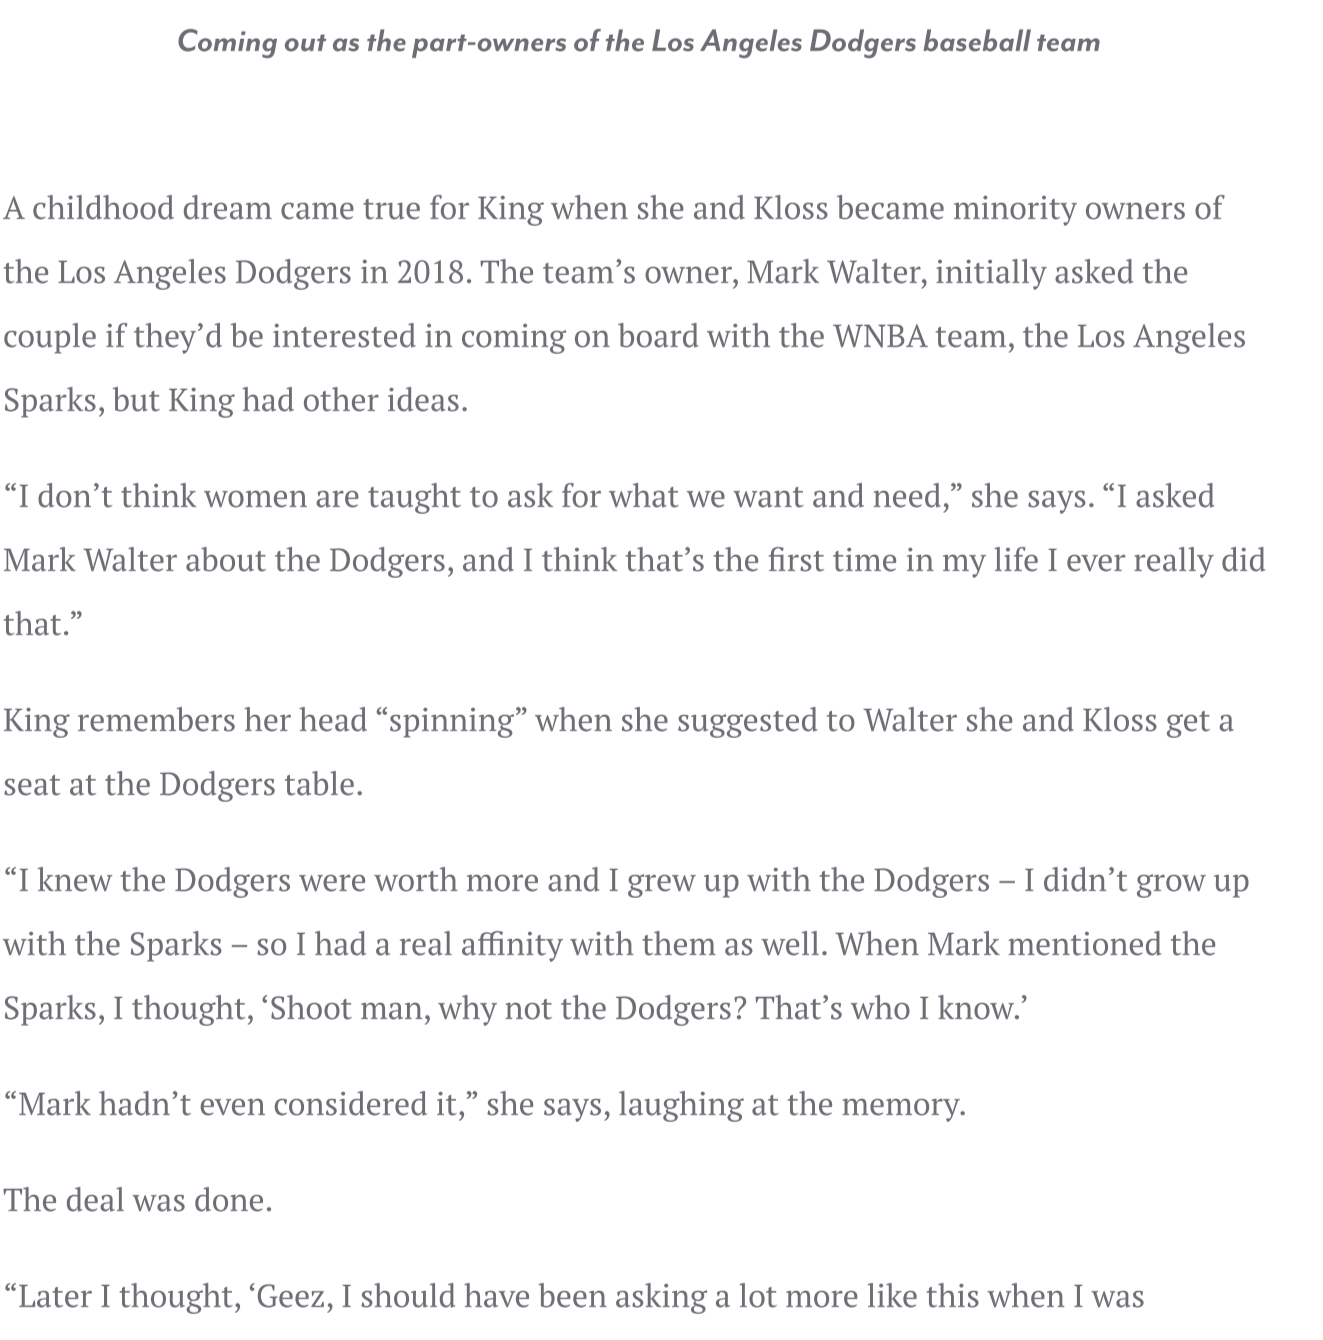 Coming out as the part-owners of the Los Angeles Dodgers baseball team
A childhood dream came true for King when she and Kloss became minority owners of
the Los Angeles Dodgers in 2018. The team’s owner, Mark Walter, initially asked the
couple if they’d be interested in coming on board with the WNBA team, the Los Angeles
Sparks, but King had other ideas.
“I don’t think women are taught to ask for what we want and need,” she says. “I asked
Mark Walter about the Dodgers, and I think that’s the first time in my life I ever really did
that.”
King remembers her head “spinning” when she suggested to Walter she and Kloss get a
seat at the Dodgers table.
“I knew the Dodgers were worth more and I grew up with the Dodgers – I didn’t grow up
with the Sparks – so I had a real affinity with them as well. When Mark mentioned the
Sparks, I thought, ‘Shoot man, why not the Dodgers? That’s who I know.’
“Mark hadn’t even considered it,” she says, laughing at the memory.
The deal was done.
“Later I thought, ‘Geez, I should have been asking a lot more like this when I was